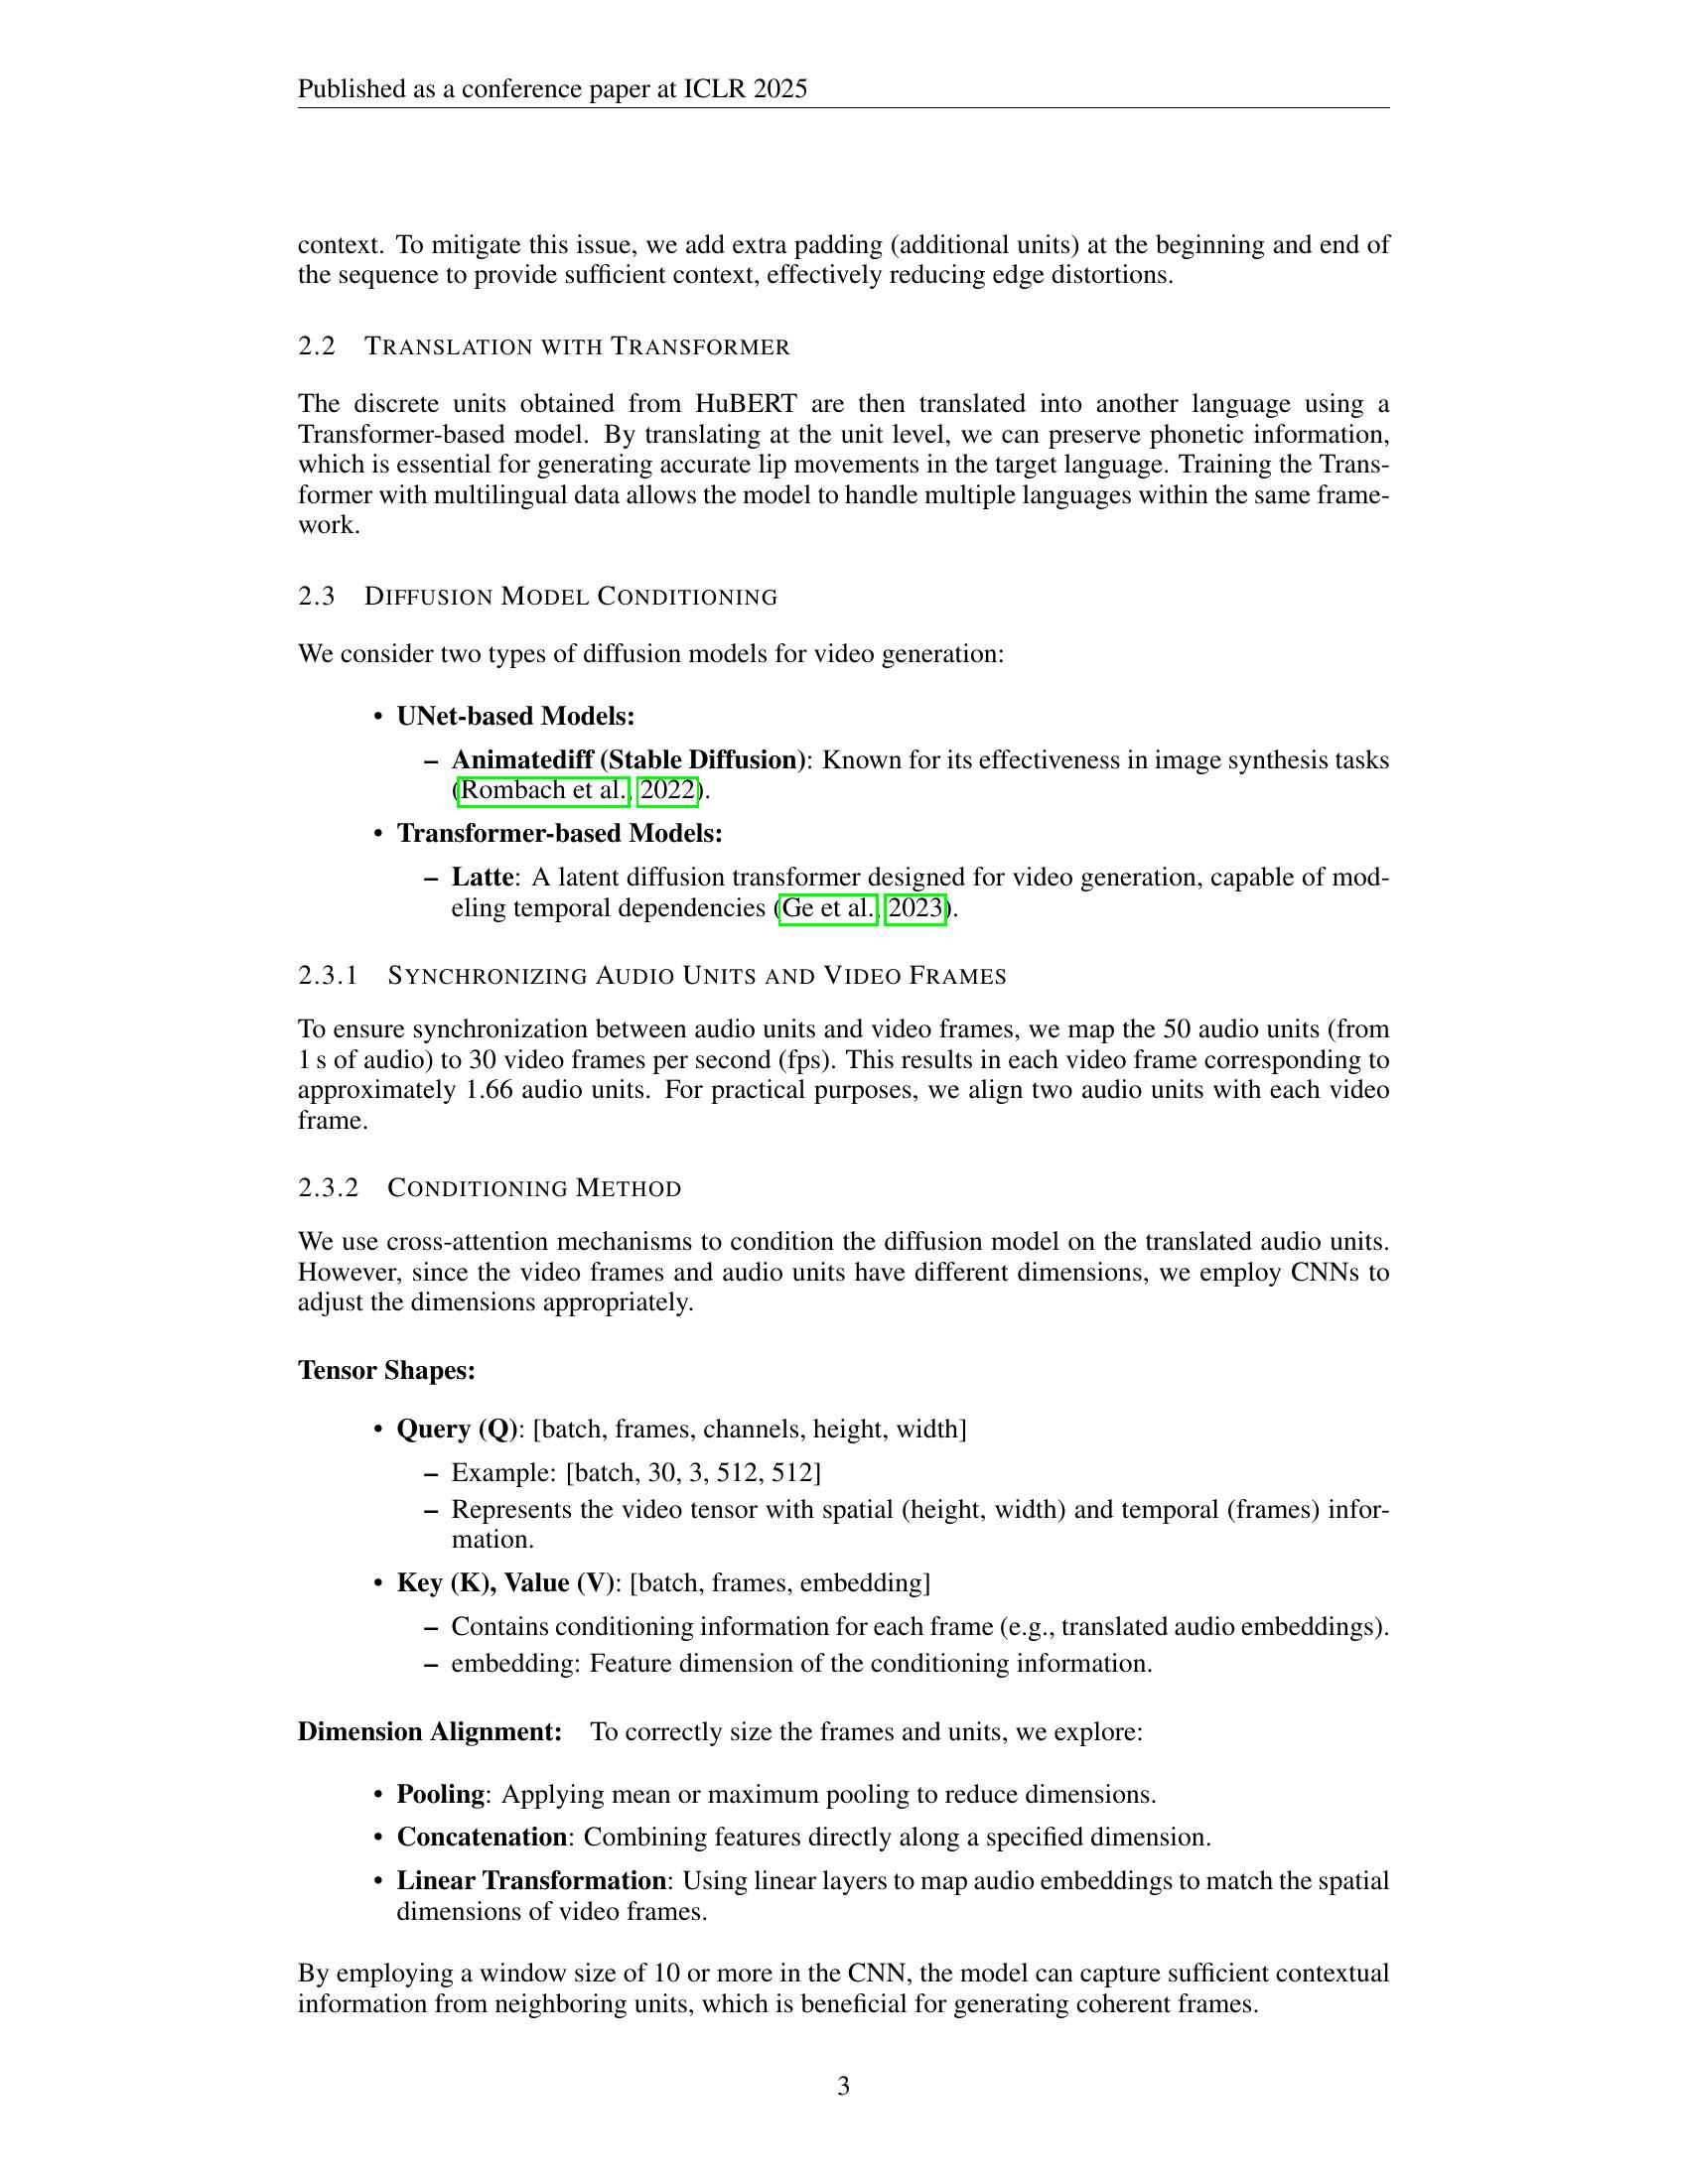 Published as a conference paper at ICLR 2025
context. To mitigate this issue, we add extra padding (additional units) at the beginning and end of
the sequence to provide sufficient context, effectively reducing edge distortions.
2.2 TRANSLATION WITH TRANSFORMER
The discrete units obtained from HuBERT are then translated into another language using a
Transformer-based model. By translating at the unit level, we can preserve phonetic information,
which is essential for generating accurate lip movements in the target language. Training the Trans-
former with multilingual data allows the model to handle multiple languages within the same frame-
work.
2.3 DIFFUSION MODEL CONDITIONING
We consider two types of diffusion models for video generation:
• UNet-based Models:
– Animatediff (Stable Diffusion): Known for its effectiveness in image synthesis tasks
(Rombach et al., 2022).
• Transformer-based Models:
– Latte: A latent diffusion transformer designed for video generation, capable of mod-
eling temporal dependencies (Ge et al., 2023).
2.3.1 SYNCHRONIZING AUDIO UNITS AND VIDEO FRAMES
To ensure synchronization between audio units and video frames, we map the 50 audio units (from
1 s of audio) to 30 video frames per second (fps). This results in each video frame corresponding to
approximately 1.66 audio units. For practical purposes, we align two audio units with each video
frame.
2.3.2 CONDITIONING METHOD
We use cross-attention mechanisms to condition the diffusion model on the translated audio units.
However, since the video frames and audio units have different dimensions, we employ CNNs to
adjust the dimensions appropriately.
Tensor Shapes:
• Query (Q): [batch, frames, channels, height, width]
– Example: [batch, 30, 3, 512, 512]
– Represents the video tensor with spatial (height, width) and temporal (frames) infor-
mation.
• Key (K), Value (V): [batch, frames, embedding]
– Contains conditioning information for each frame (e.g., translated audio embeddings).
– embedding: Feature dimension of the conditioning information.
Dimension Alignment: To correctly size the frames and units, we explore:
• Pooling: Applying mean or maximum pooling to reduce dimensions.
• Concatenation: Combining features directly along a specified dimension.
• Linear Transformation: Using linear layers to map audio embeddings to match the spatial
dimensions of video frames.
By employing a window size of 10 or more in the CNN, the model can capture sufficient contextual
information from neighboring units, which is beneficial for generating coherent frames.
3